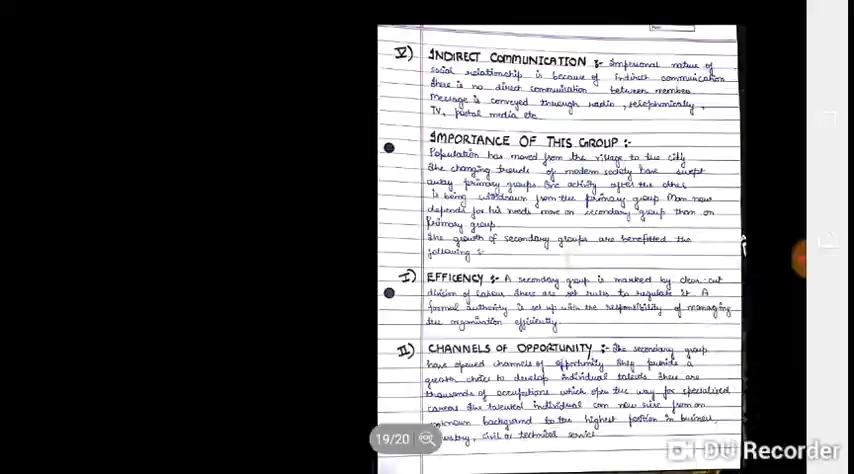 V) INDIRECT COMMUNICATION :- Impersonal nature of
social relationship is because of indirect communication
There is no direct communication between member.
Message is conveyed through radio, telephonically,
TV, postal media etc
IMPORTANCE OF THIS GROUP :-
Population has moved from the village to the city
The changing trends of modern society have swept
away primary groups One activity after the other
is being withdrawn from the primary group Man now
depends for his needs more on secondary group than on
primary group.
The growth of secondary groups are benefited the
following :-
I) EFFICENCY :- A secondary group is marked by clear-cut
division of labour There are set rules to regulate it. A
formal authority is set up with the responsibility of managing
the organisation efficiently.
II) CHANNELS OF OPPORTUNITY :- The secondary group
have opened channels of opportunity They provide a
greater choice to develop individual talents There are
thousands of occupations which open the way for specialized
careers The talented individual can now rise from an
unknown background to the highest position in business,
19/20
civil or technical service
DU Recorder